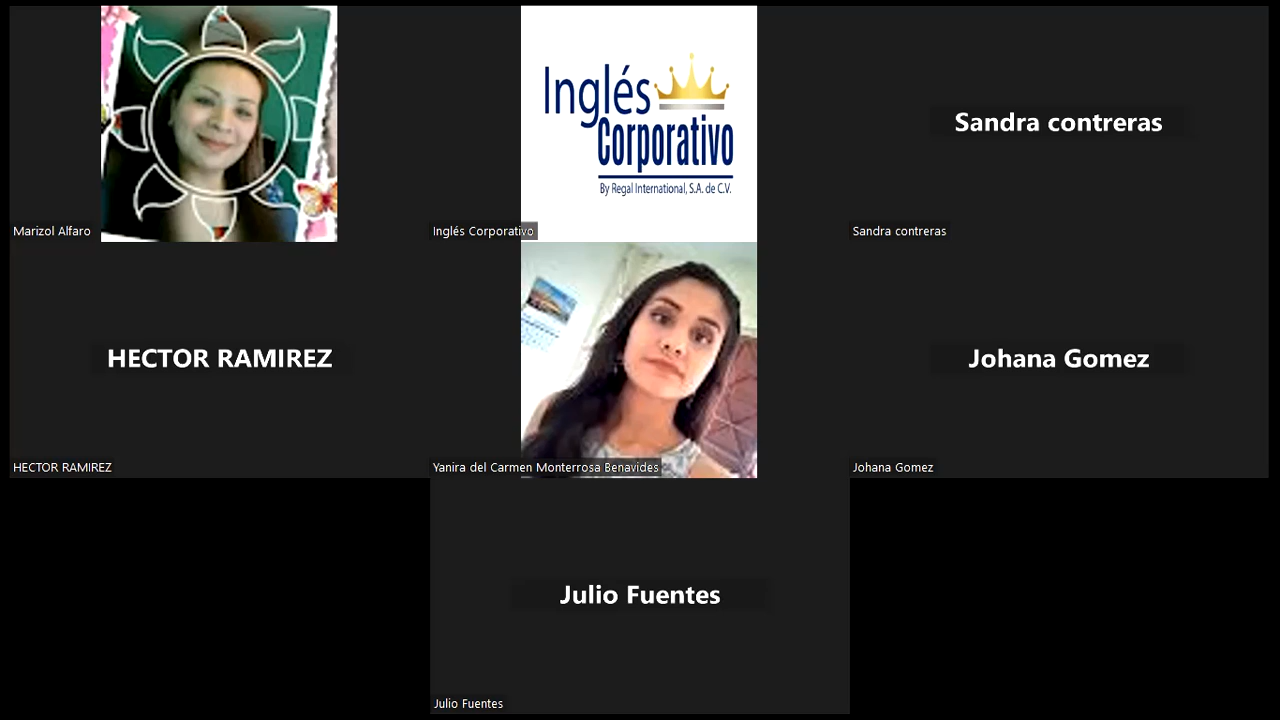 Inglés
Corporativo
By Regal International, S.A. de C.V.
Sandra contreras
Marizol Alfaro
Inglés Corporativo
Sandra contreras
HECTOR RAMIREZ
Johana Gomez
HECTOR RAMIREZ
Yanira del Carmen Monterrosa Benavides
Johana Gomez
Julio Fuentes
Julio Fuentes